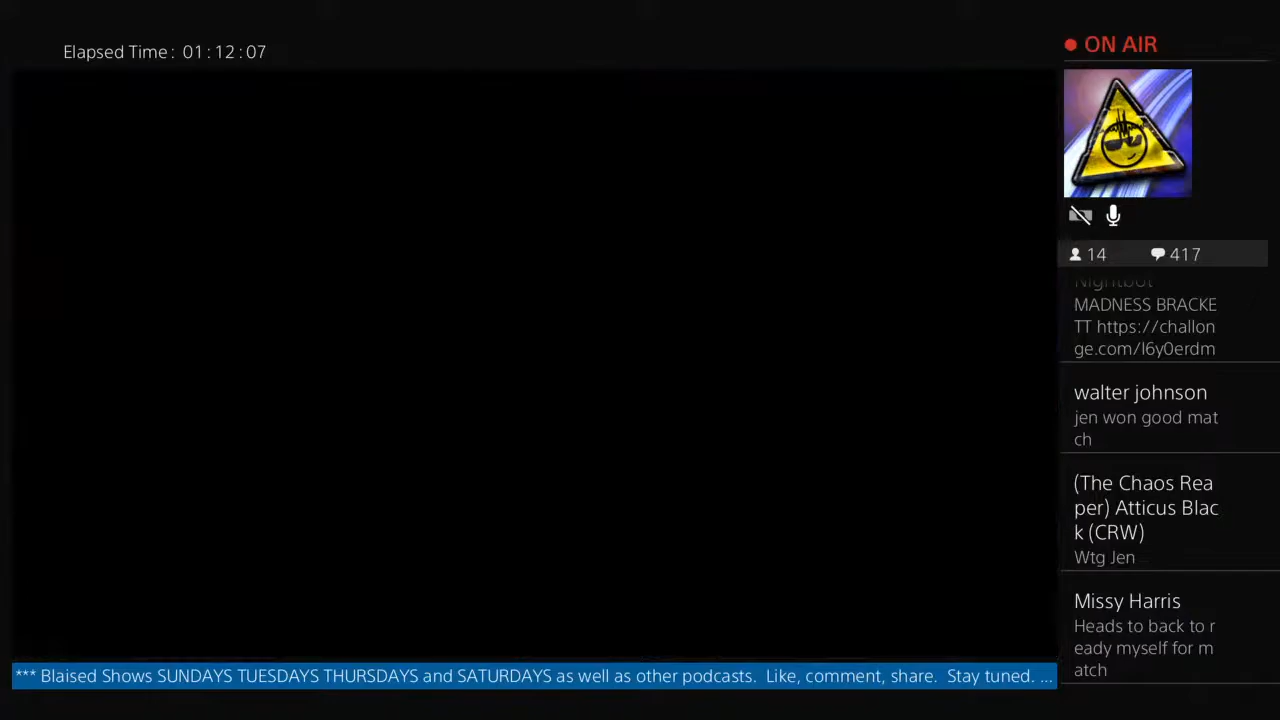 Elapsed Time: 01:12:07
ON AIR
14 417
Nightbot
MADNESS BRACKE
TT https://challon
ge.com/l6y0erdm
walter johnson
jen won good mat
ch
(The Chaos Rea
per) Atticus Blac
k (CRW)
Wtg Jen
Missy Harris
Heads to back to r
eady myself for m
atch
*** Blaised Shows SUNDAYS TUESDAYS THURSDAYS and SATURDAYS as well as other podcasts. Like, comment, share. Stay tuned. ...